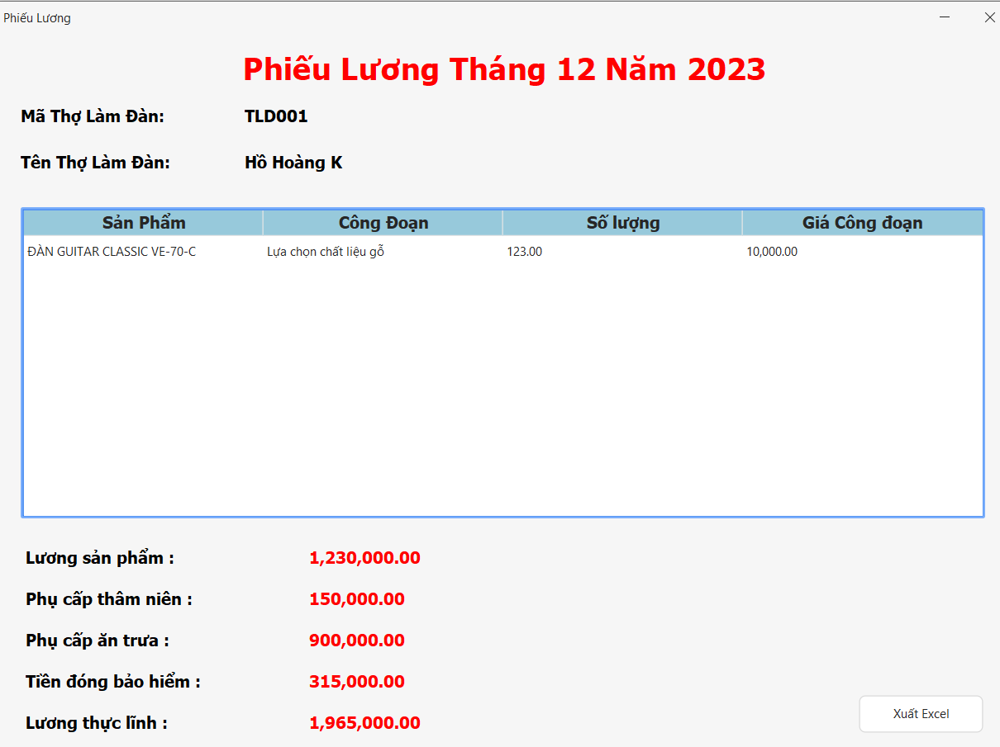 Phiếu Lương
Phiếu Lương Tháng 12 Năm 2023
Mã Thợ Làm Đàn: TLD001
Tên Thợ Làm Đàn: Hồ Hoàng K
Sản Phẩm Công Đoạn Số lượng Giá Công đoạn
ĐÀN GUITAR CLASSIC VE-70-C Lựa chọn chất liệu gỗ 123.00 10,000.00
Lương sản phẩm : 1,230,000.00
Phụ cấp thâm niên : 150,000.00
Phụ cấp ăn trưa : 900,000.00
Tiền đóng bảo hiểm : 315,000.00
Lương thực lĩnh : 1,965,000.00
Xuất Excel